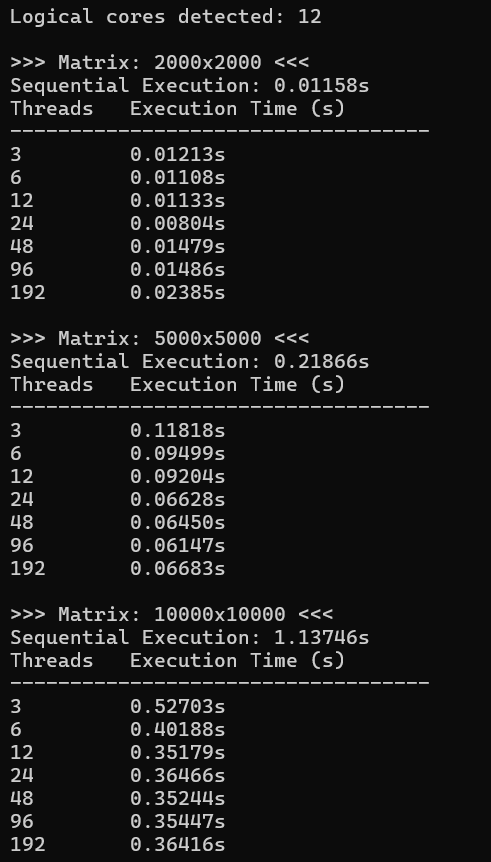 Logical cores detected: 12
>>> Matrix: 2000x2000 <<<
Sequential Execution: 0.01158s
Threads   Execution Time (s)
-----------------------------------
3         0.01213s
6         0.01108s
12        0.01133s
24        0.00804s
48        0.01479s
96        0.01486s
192       0.02385s
>>> Matrix: 5000x5000 <<<
Sequential Execution: 0.21866s
Threads   Execution Time (s)
-----------------------------------
3         0.11818s
6         0.09499s
12        0.09204s
24        0.06628s
48        0.06450s
96        0.06147s
192       0.06683s
>>> Matrix: 10000x10000 <<<
Sequential Execution: 1.13746s
Threads   Execution Time (s)
-----------------------------------
3         0.52703s
6         0.40188s
12        0.35179s
24        0.36466s
48        0.35244s
96        0.35447s
192       0.36416s